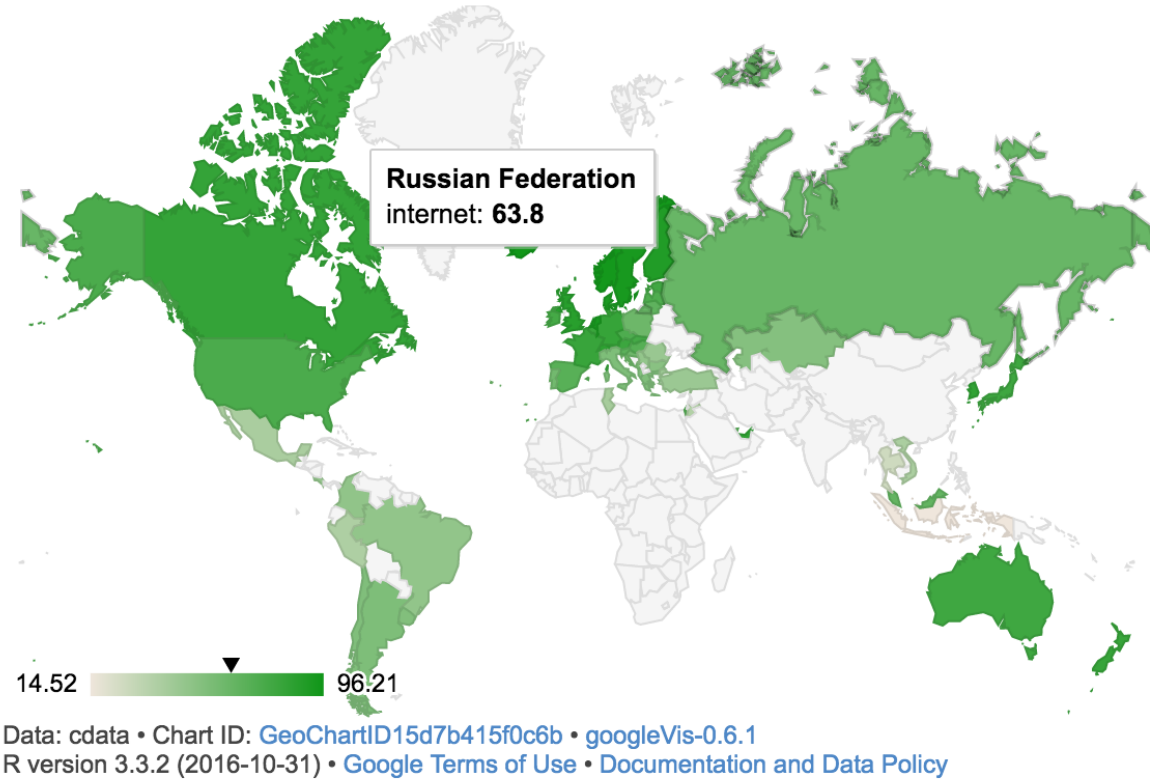 Russian Federation
internet: 63.8
14.52 96.21
Data: cdata • Chart ID: GeoChartID15d7b415f0c6b • googleVis-0.6.1
R version 3.3.2 (2016-10-31) • Google Terms of Use • Documentation and Data Policy